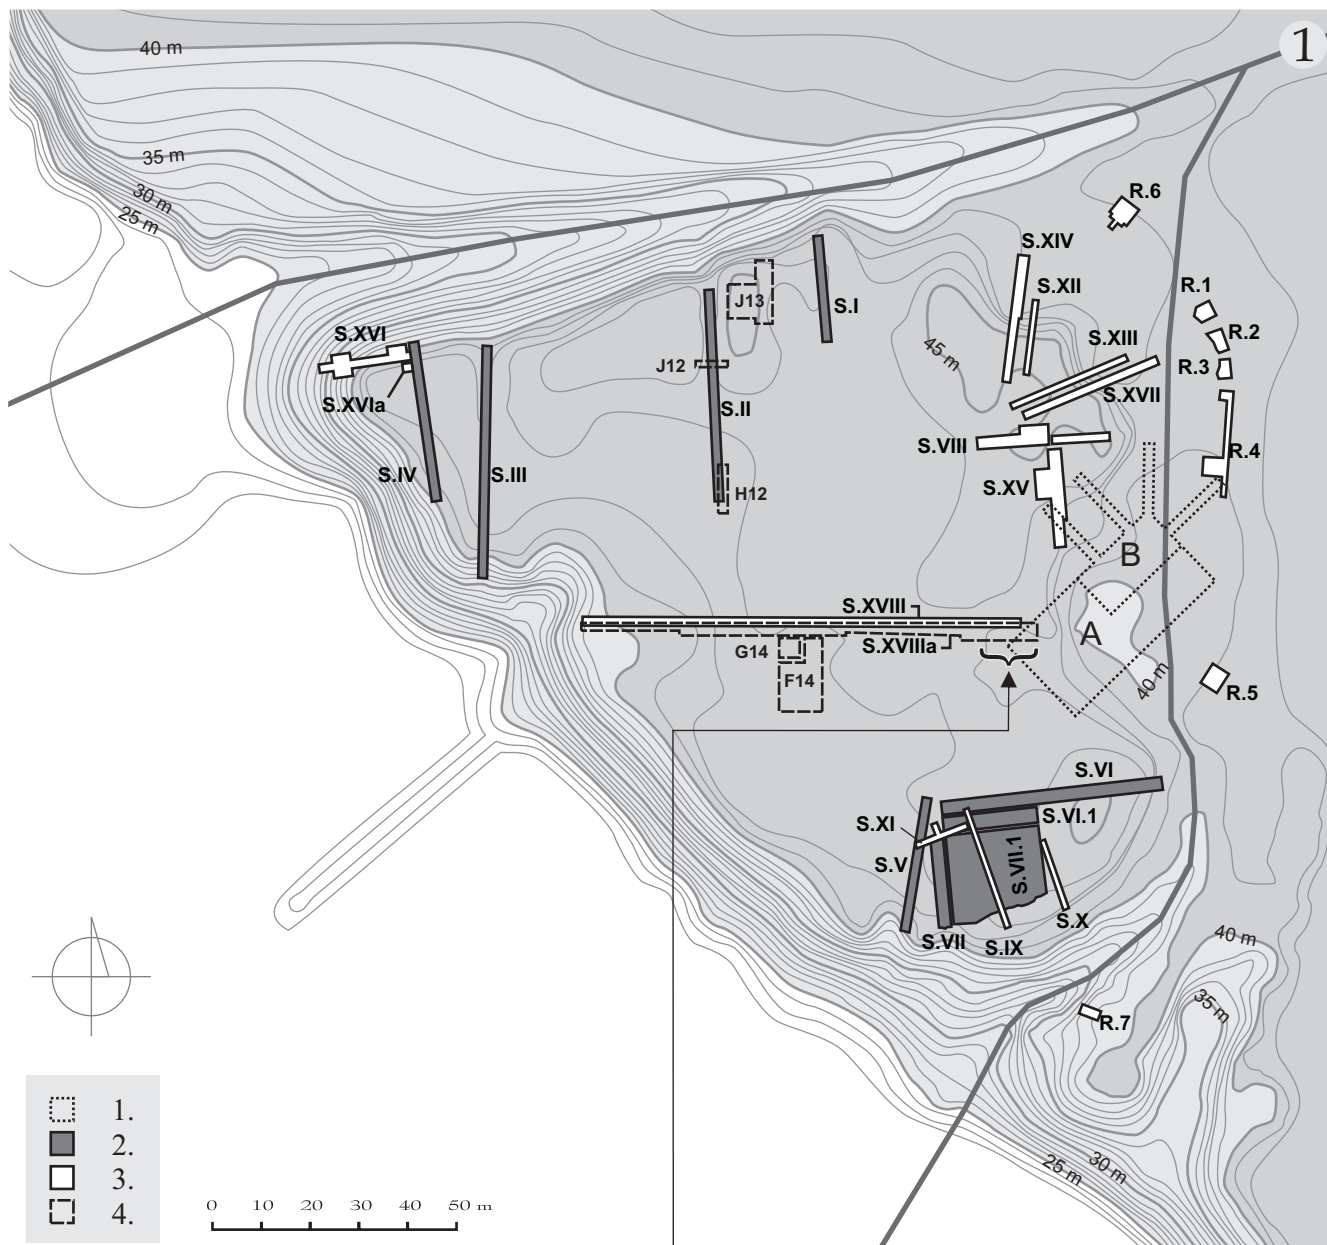 1
40 m
35 m
30 m
25 m
R.6
S.XIV
S.XII
J13
S.I
R.1
R.2
S.XVI
45 m
S.XIII
J12
R.3
S.XVII
S.XVIa
S.II
S.VIII
R.4
S.IV
S.III
S.XV
H12
B
S.XVIII
A
S.XVIIIa
G14
F14
40 m
R.5
S.VI
S.XI
S.VI.1
S.V
S.VII.1
S.X
S.VII
S.IX
40 m
35 m
R.7
1.
2.
3.
4.
25 m
30 m
0 10 20 30 40 50 m